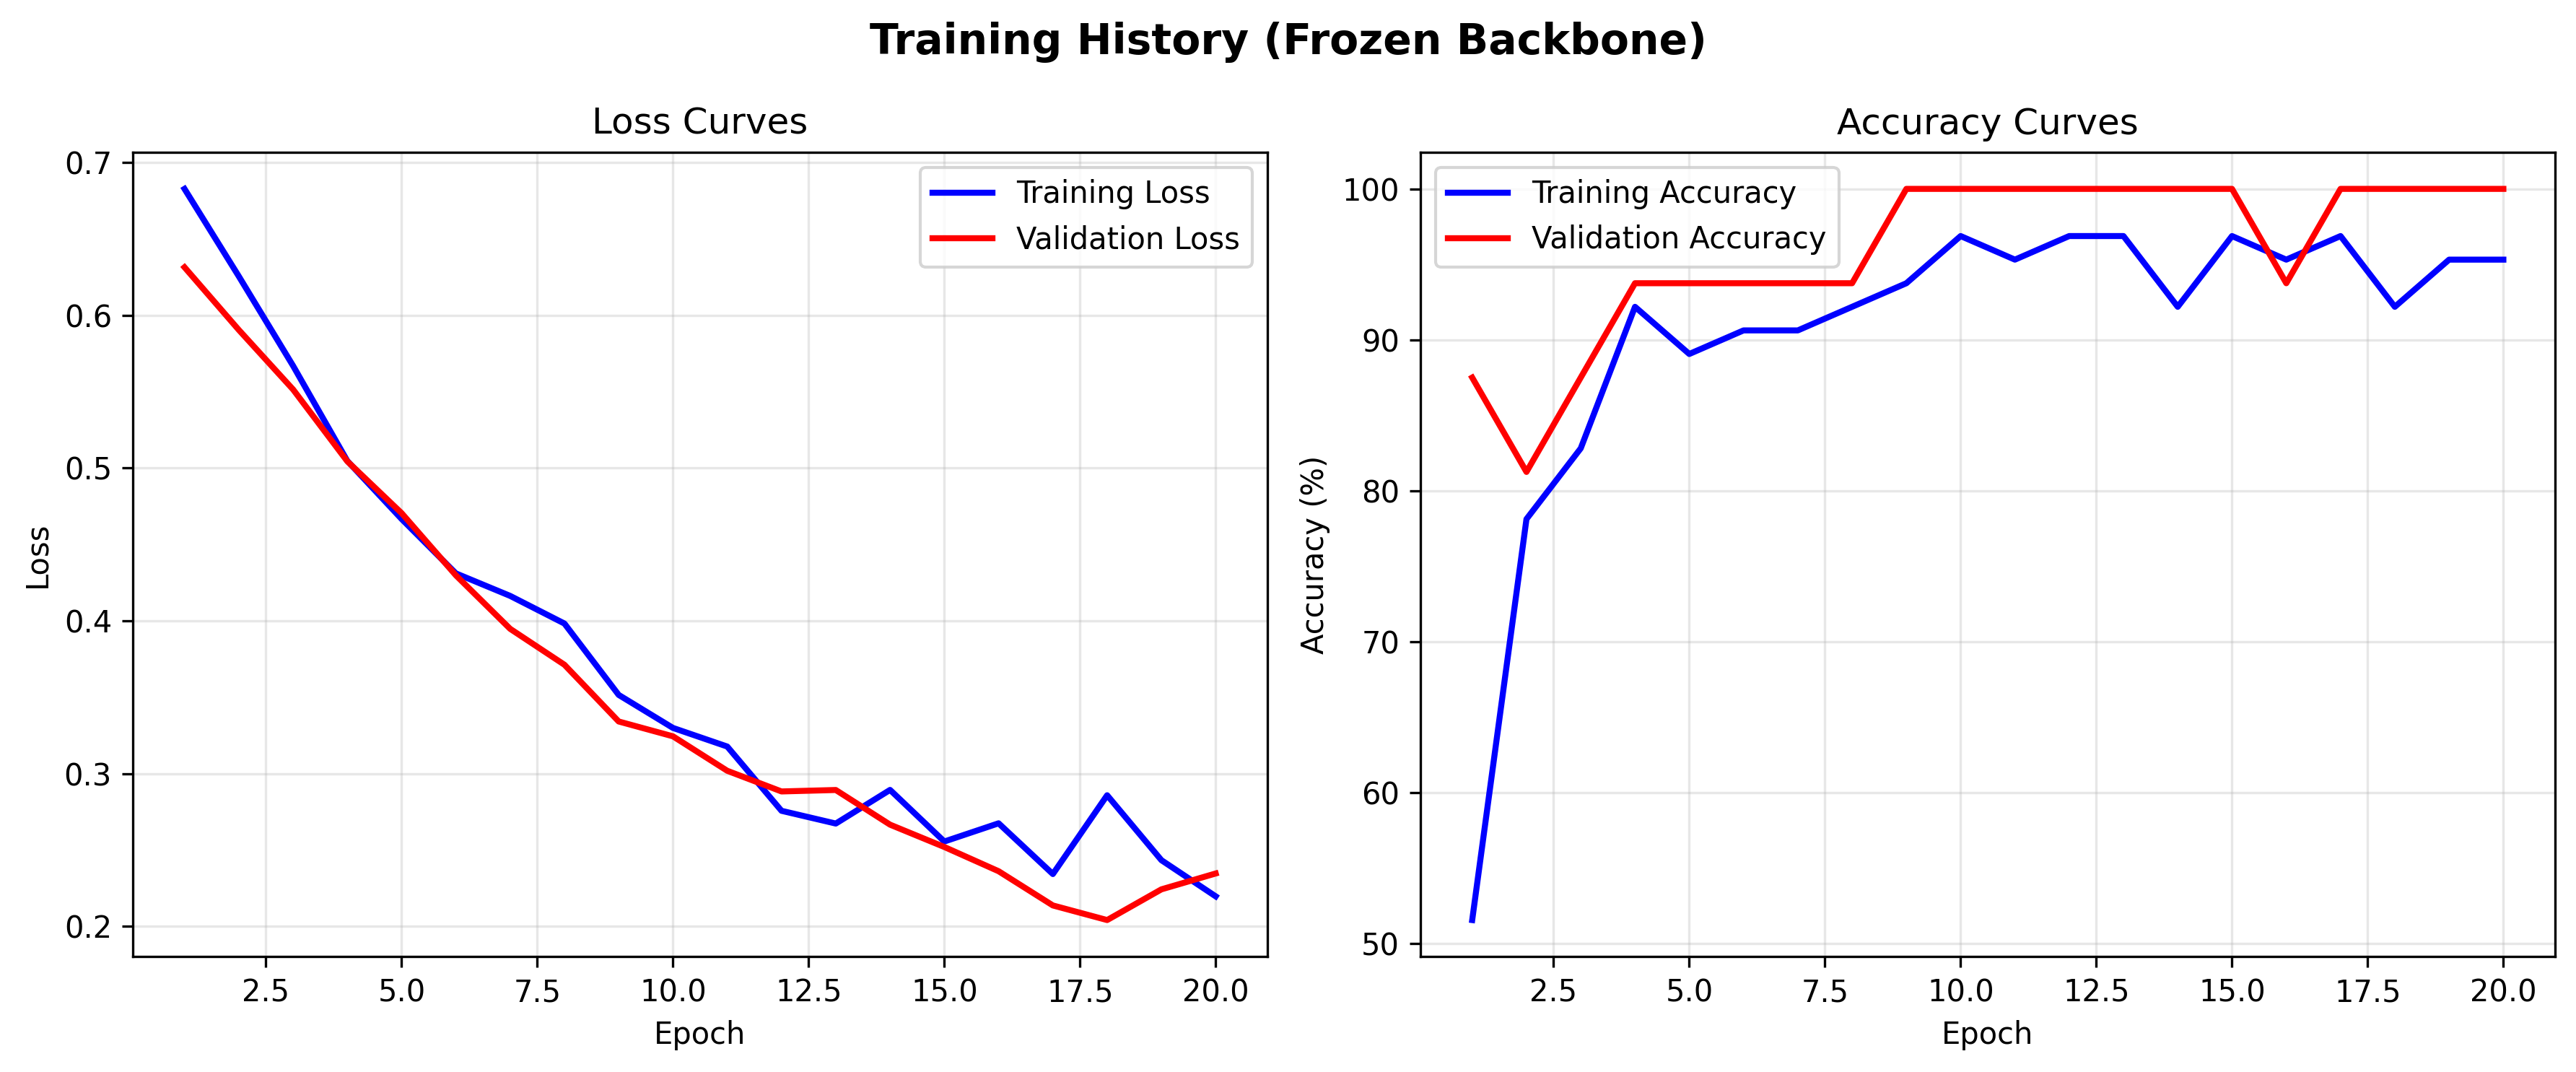 Training History (Frozen Backbone)
Loss Curves
0.7
0.6
0.5
0.4
0.3
0.2
Loss
Training Loss
Validation Loss
2.5 5.0 7.5 10.0 12.5 15.0 17.5 20.0
Epoch
Accuracy Curves
100
90
80
70
60
50
Accuracy (%)
Training Accuracy
Validation Accuracy
2.5 5.0 7.5 10.0 12.5 15.0 17.5 20.0
Epoch